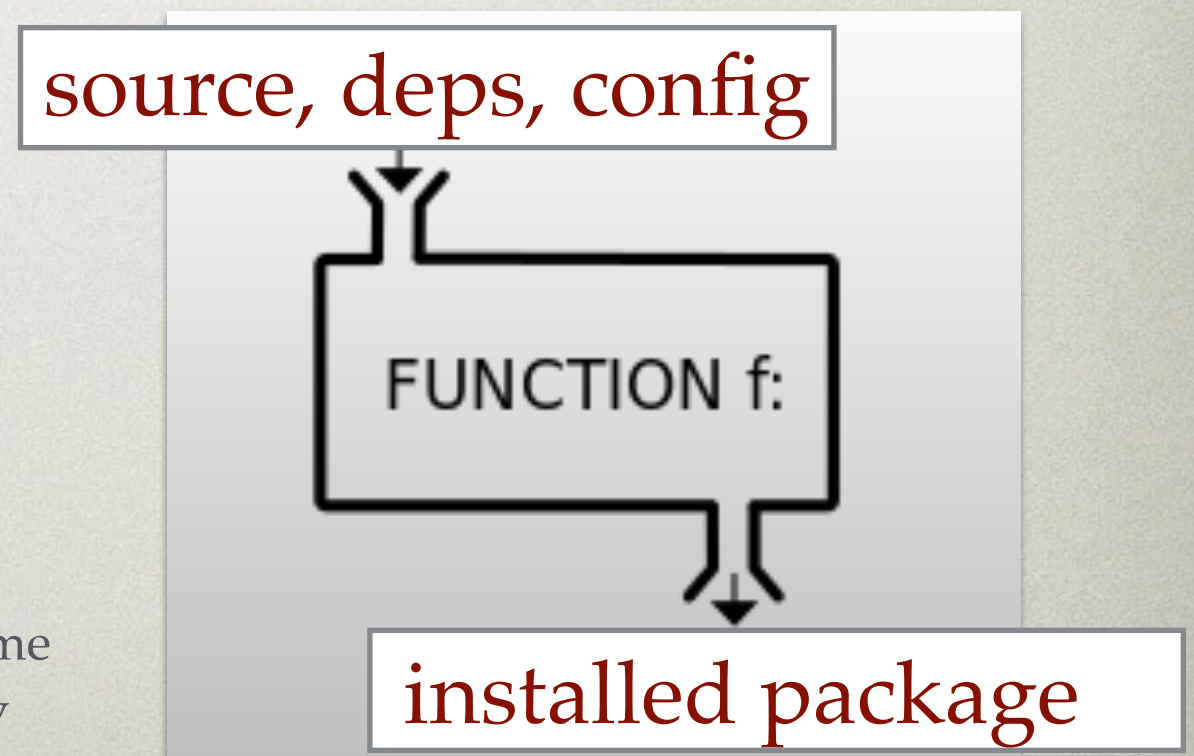 source, deps, config
FUNCTION f:
installed package